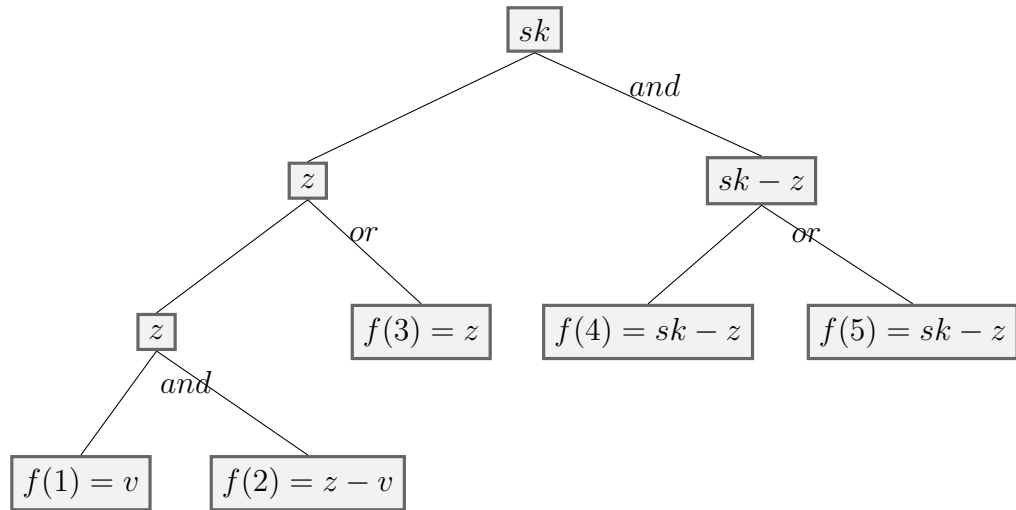 sk
and
z
sk − z
or
or
z
f(3) = z
f(4) = sk − z
f(5) = sk − z
and
f(1) = v
f(2) = z − v